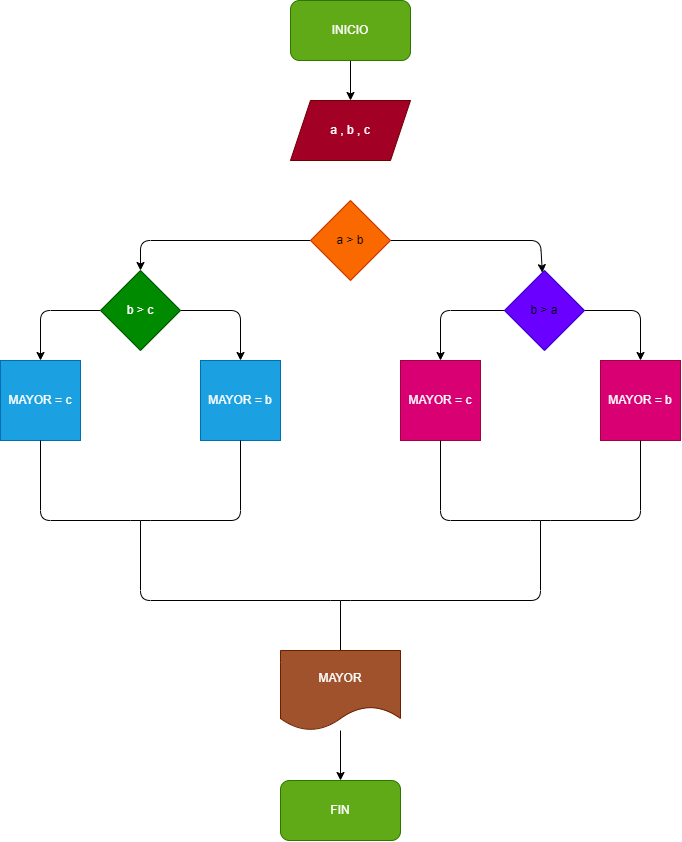 INICIO
a , b , c
a > b
b > c
b > a
MAYOR = c
MAYOR = b
MAYOR = c
MAYOR = b
MAYOR
FIN